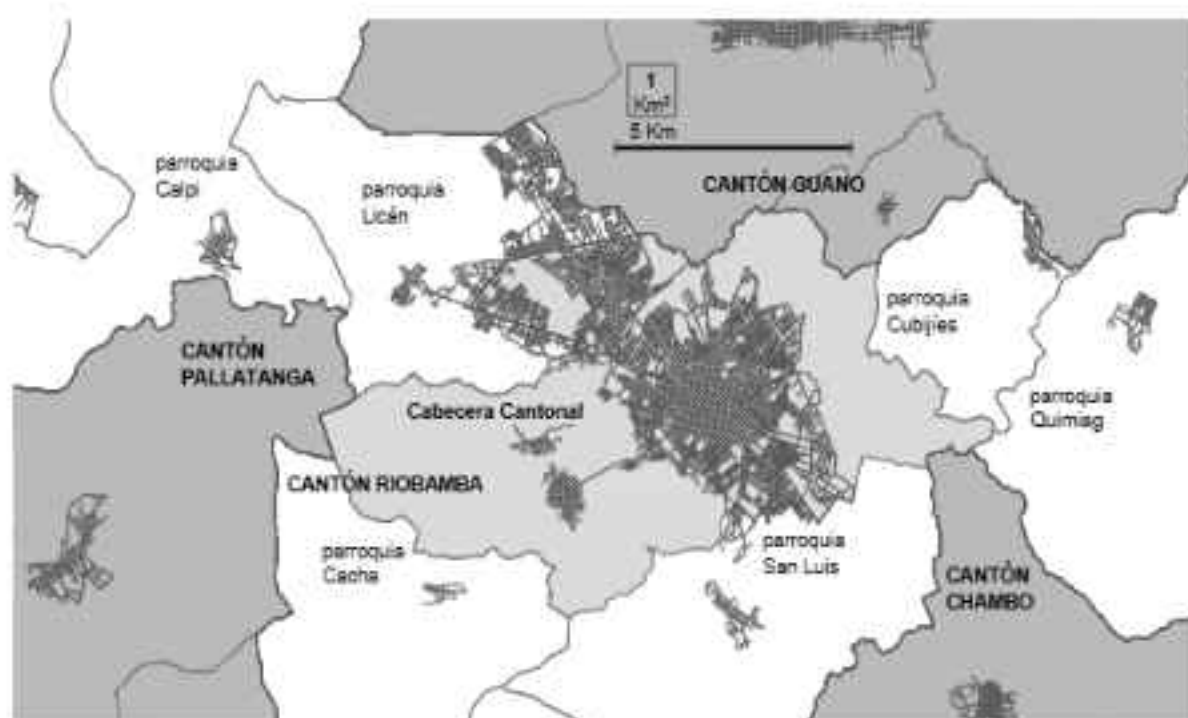 1
Km²
5 Km
parroquia
Calpi
parroquia
Licán
CANTÓN GUANO
parroquia
Cubijíes
CANTÓN
PALLATANGA
parroquia
Quimiag
Cabecera Cantonal
CANTÓN RIOBAMBA
parroquia
Cacha
parroquia
San Luis
CANTÓN
CHAMBO